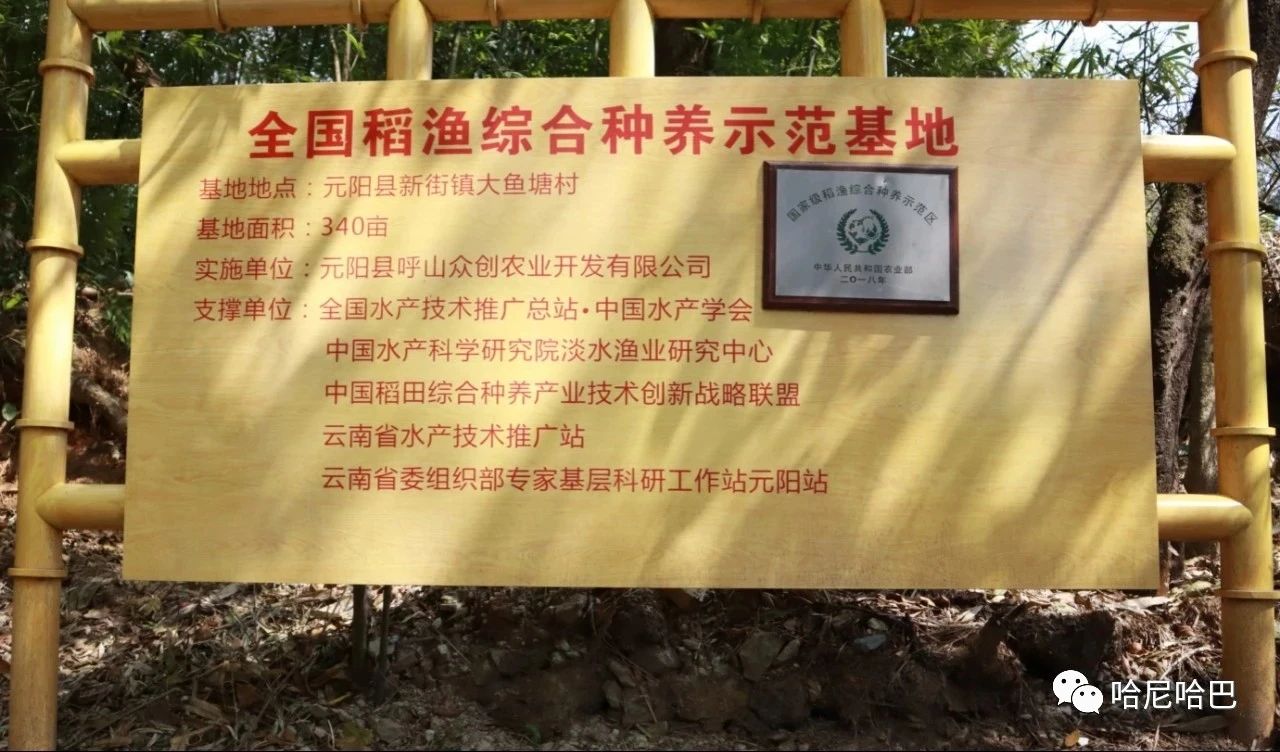 全国稻渔综合种养示范基地
基地地点：元阳县新街镇大鱼塘村
基地面积：340亩
实施单位：元阳县呼山众创农业开发有限公司
支撑单位：全国水产技术推广总站·中国水产学会
中国水产科学研究院淡水渔业研究中心
中国稻田综合种养产业技术创新战略联盟
云南省水产技术推广站
云南省委组织部专家基层科研工作站元阳站
国家级稻渔综合种养示范区
中华人民共和国农业部
二〇一八年
哈尼哈巴